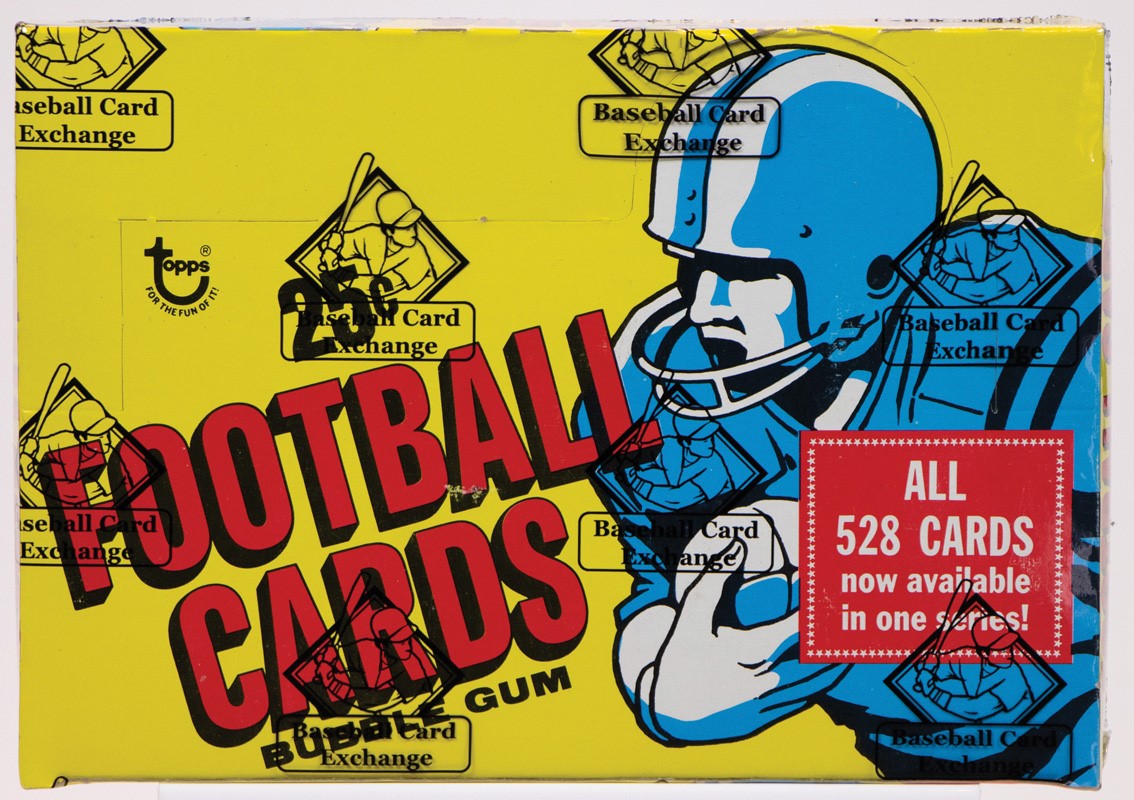 aseball Card
Exchange
Baseball Card
Exchange
topps ®
FOR THE FUN OF IT!
25¢
Baseball Card
Exchange
Baseball Card
Exchange
FOOTBALL
CARDS
BUBBLE GUM
seball Card
Exchange
Baseball Card
Exchange
ALL
528 CARDS
now available
in one series!
Baseball Card
Exchange
Baseball Card
Exchange